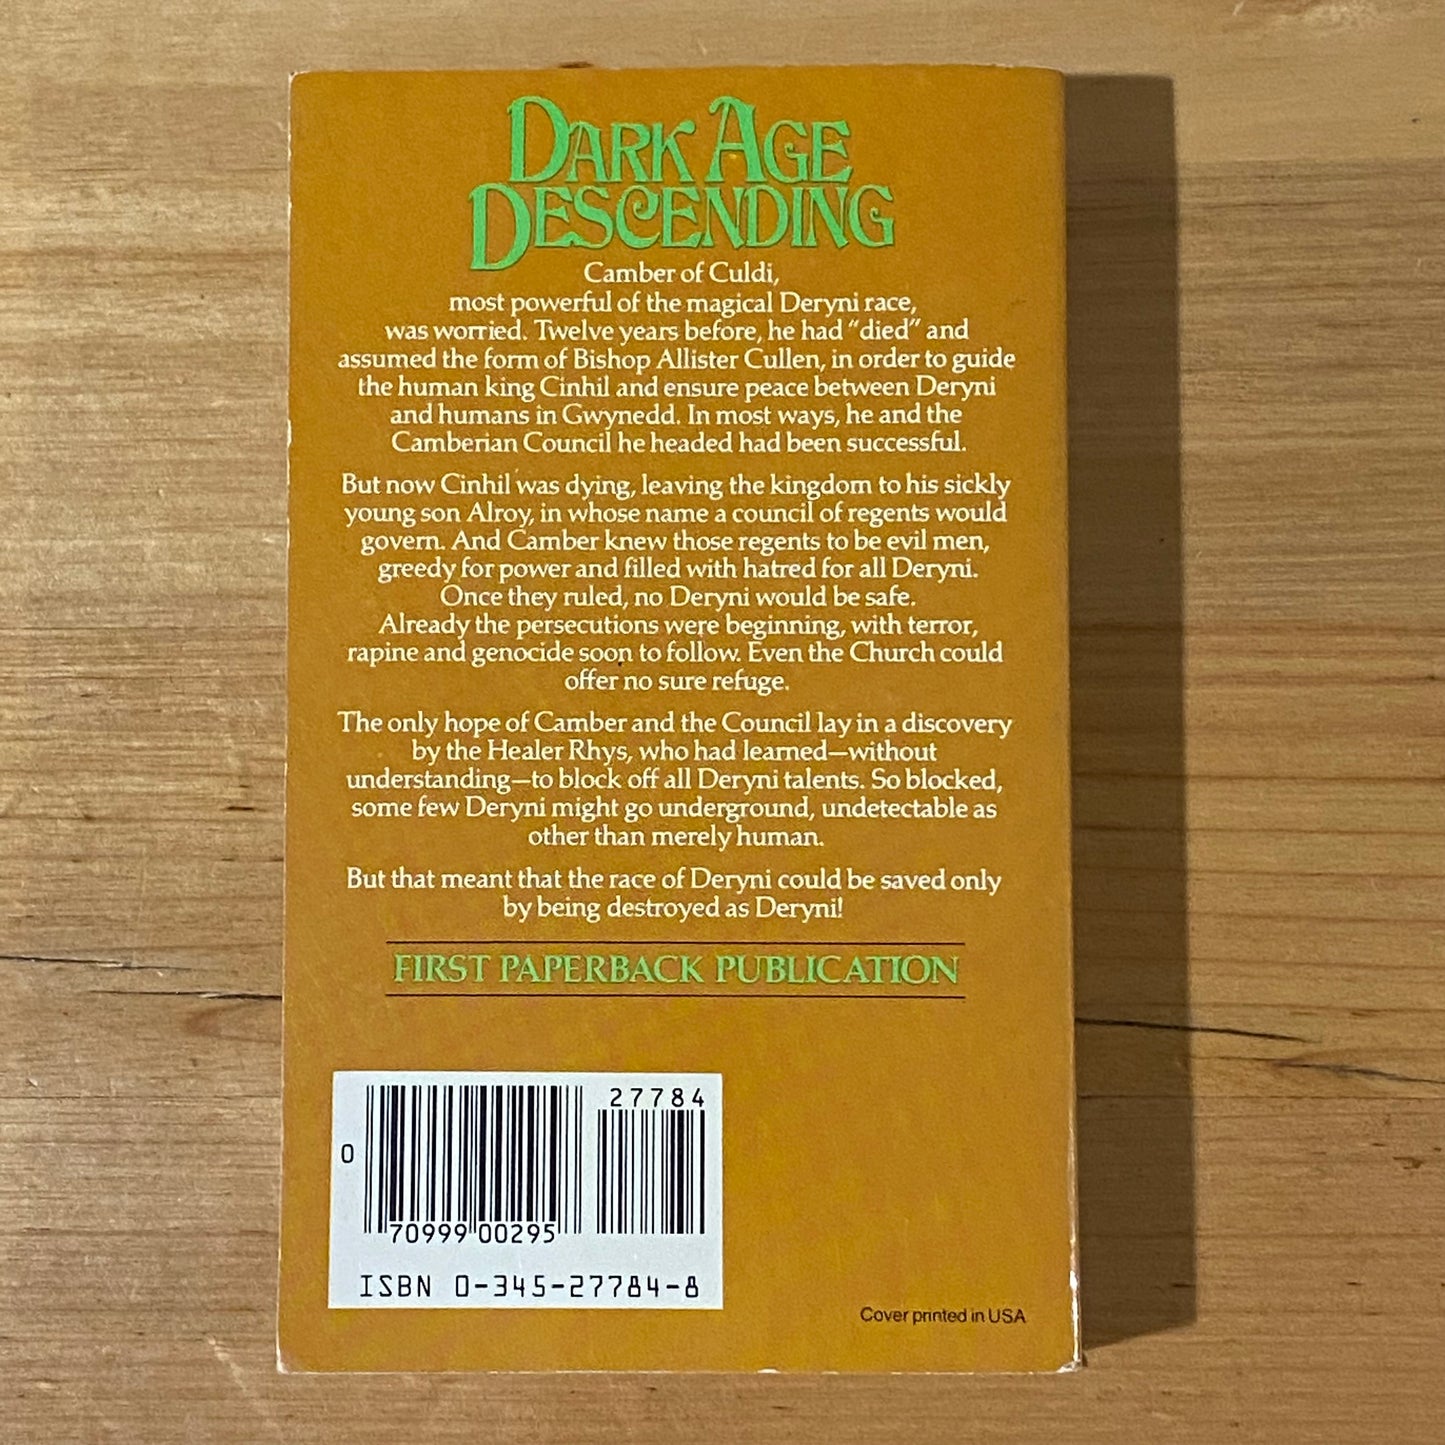 DARK AGE
DESCENDING
Camber of Culdi,
most powerful of the magical Deryni race,
was worried. Twelve years before, he had "died" and
assumed the form of Bishop Allister Cullen, in order to guide
the human king Cinhil and ensure peace between Deryni
and humans in Gwynedd. In most ways, he and the
Camberian Council he headed had been successful.
But now Cinhil was dying, leaving the kingdom to his sickly
young son Alroy, in whose name a council of regents would
govern. And Camber knew those regents to be evil men,
greedy for power and filled with hatred for all Deryni.
Once they ruled, no Deryni would be safe.
Already the persecutions were beginning, with terror,
rapine and genocide soon to follow. Even the Church could
offer no sure refuge.
The only hope of Camber and the Council lay in a discovery
by the Healer Rhys, who had learned—without
understanding—to block off all Deryni talents. So blocked,
some few Deryni might go underground, undetectable as
other than merely human.
But that meant that the race of Deryni could be saved only
by being destroyed as Deryni!
FIRST PAPERBACK PUBLICATION
27784
0
70999 00295
ISBN 0-345-27784-8
Cover printed in USA